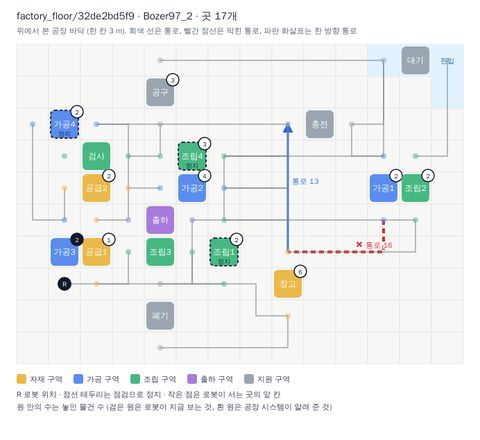 factory_floor/32de2bd5f9 · Bozer97_2 · 곳 17개
위에서 본 공장 바닥 (한 칸 3 m). 회색 선은 통로, 빨간 점선은 막힌 통로, 파란 화살표는 한 방향 통로
대기
전립
공구
3
가공4
2
정지
충전
검사
조립4
3
정지
공급2
2
가공2
4
가공1
2
조립2
2
통로 13
출하
✕ 통로 16
가공3
2
공급1
1
조립3
조립1
2
정지
R
창고
6
폐기
자재 구역
가공 구역
조립 구역
출하 구역
지원 구역
R 로봇 위치 · 점선 테두리는 점검으로 정지 · 작은 점은 로봇이 서는 곳의 앞 칸
원 안의 수는 놓인 물건 수 (검은 원은 로봇이 지금 보는 것, 흰 원은 공장 시스템이 알려 준 것)